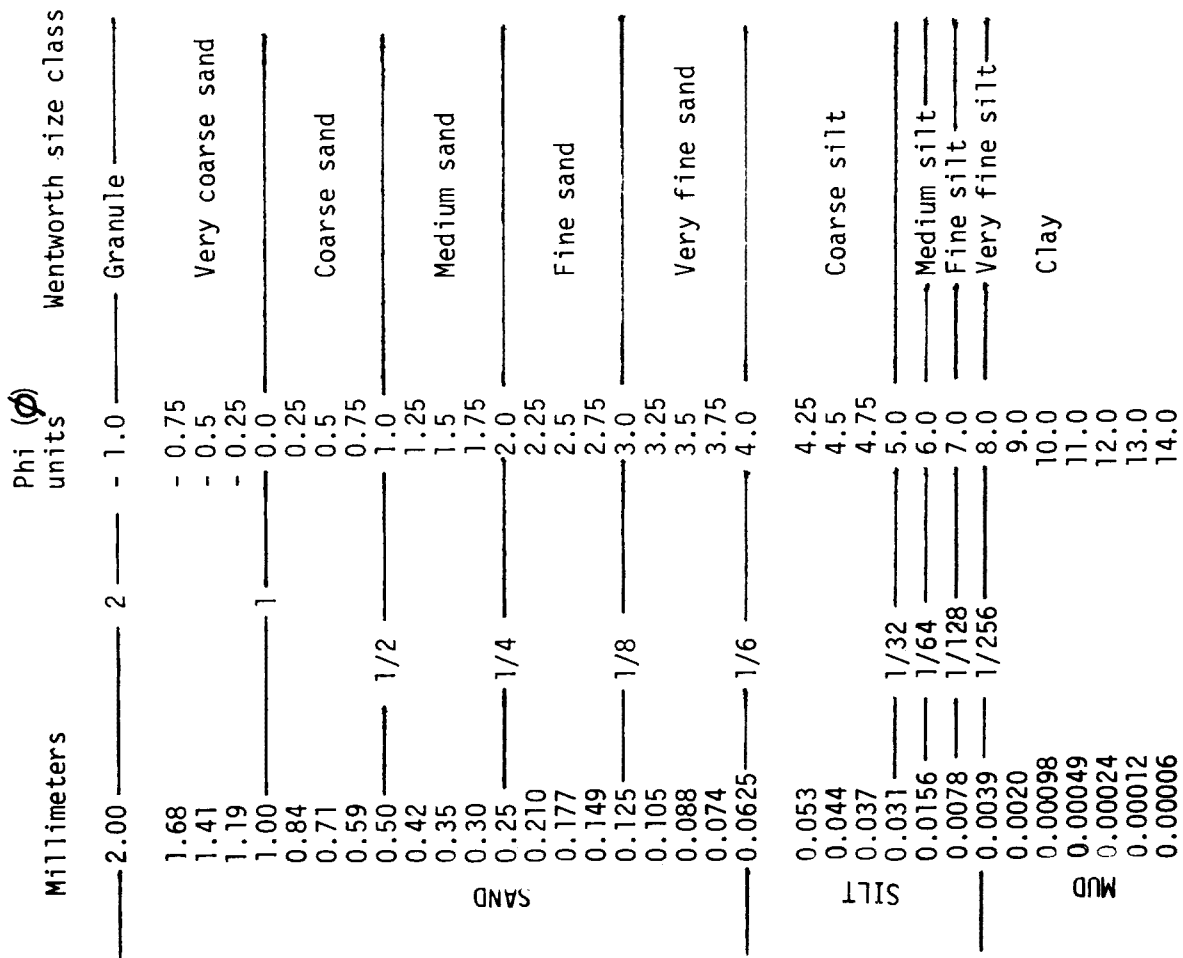 Millimeters Phi (ø) units Wentworth size class
2.00 2 - 1.0 Granule
1.68 - 0.75
1.41 - 0.5 Very coarse sand
1.19 - 0.25
1.00 1 0.0
0.84 0.25
0.71 0.5 Coarse sand
0.59 0.75
0.50 1/2 1.0
0.42 1.25
0.35 1.5 Medium sand
0.30 1.75
0.25 1/4 2.0
0.210 2.25
0.177 2.5 Fine sand
0.149 2.75
0.125 1/8 3.0
0.105 3.25
0.088 3.5 Very fine sand
0.074 3.75
0.0625 1/6 4.0
SAND
0.053 4.25
0.044 4.5 Coarse silt
0.037 4.75
0.031 1/32 5.0
0.0156 1/64 6.0 Medium silt
0.0078 1/128 7.0 Fine silt
0.0039 1/256 8.0 Very fine silt
SILT
0.0020 9.0
0.00098 10.0 Clay
0.00049 11.0
0.00024 12.0
0.00012 13.0
0.00006 14.0
MUD